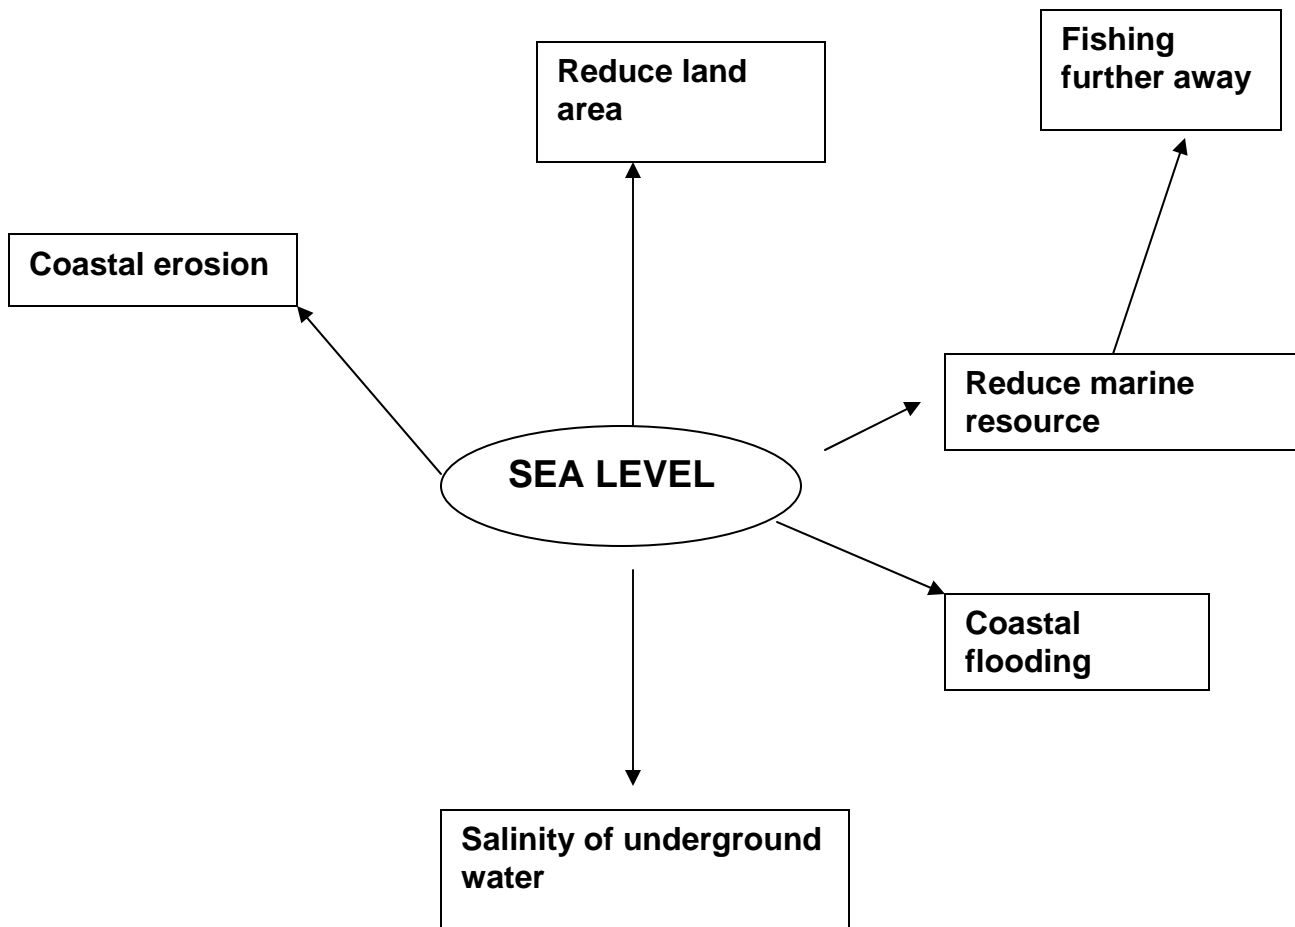 Fishing
further away
Reduce land
area
Coastal erosion
Reduce marine
resource
SEA LEVEL
Coastal
flooding
Salinity of underground
water